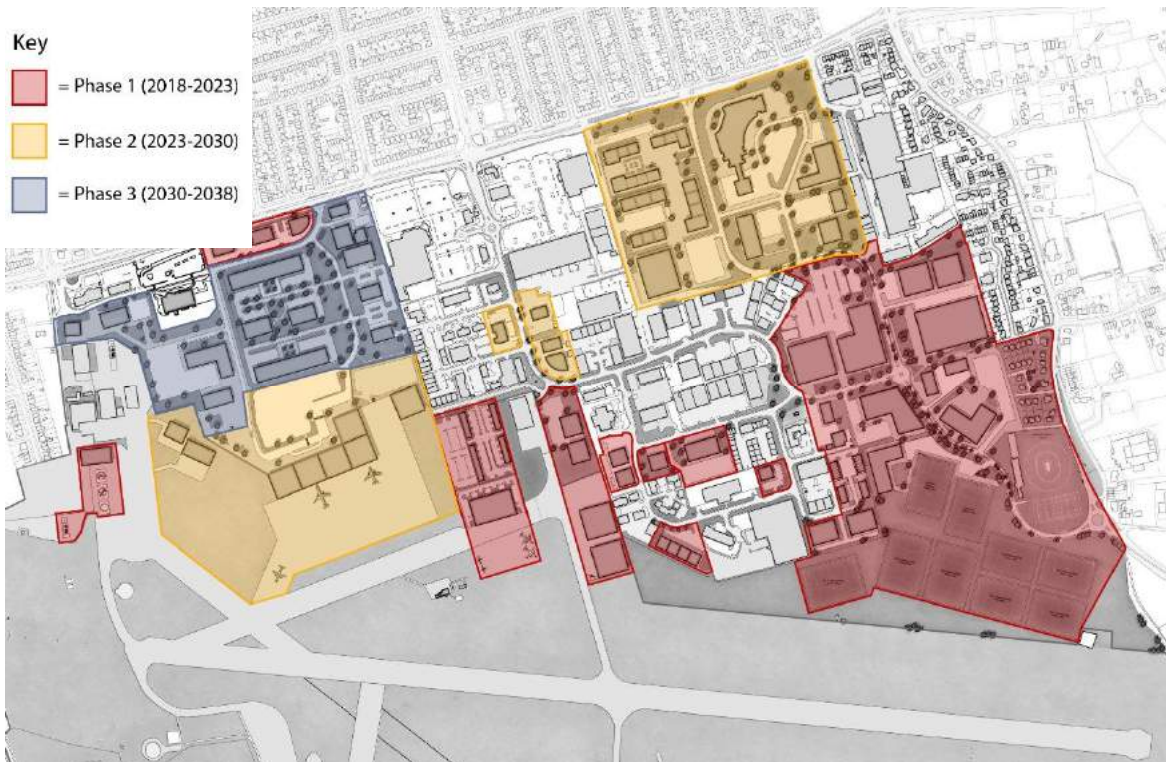 Key
= Phase 1 (2018-2023)
= Phase 2 (2023-2030)
= Phase 3 (2030-2038)